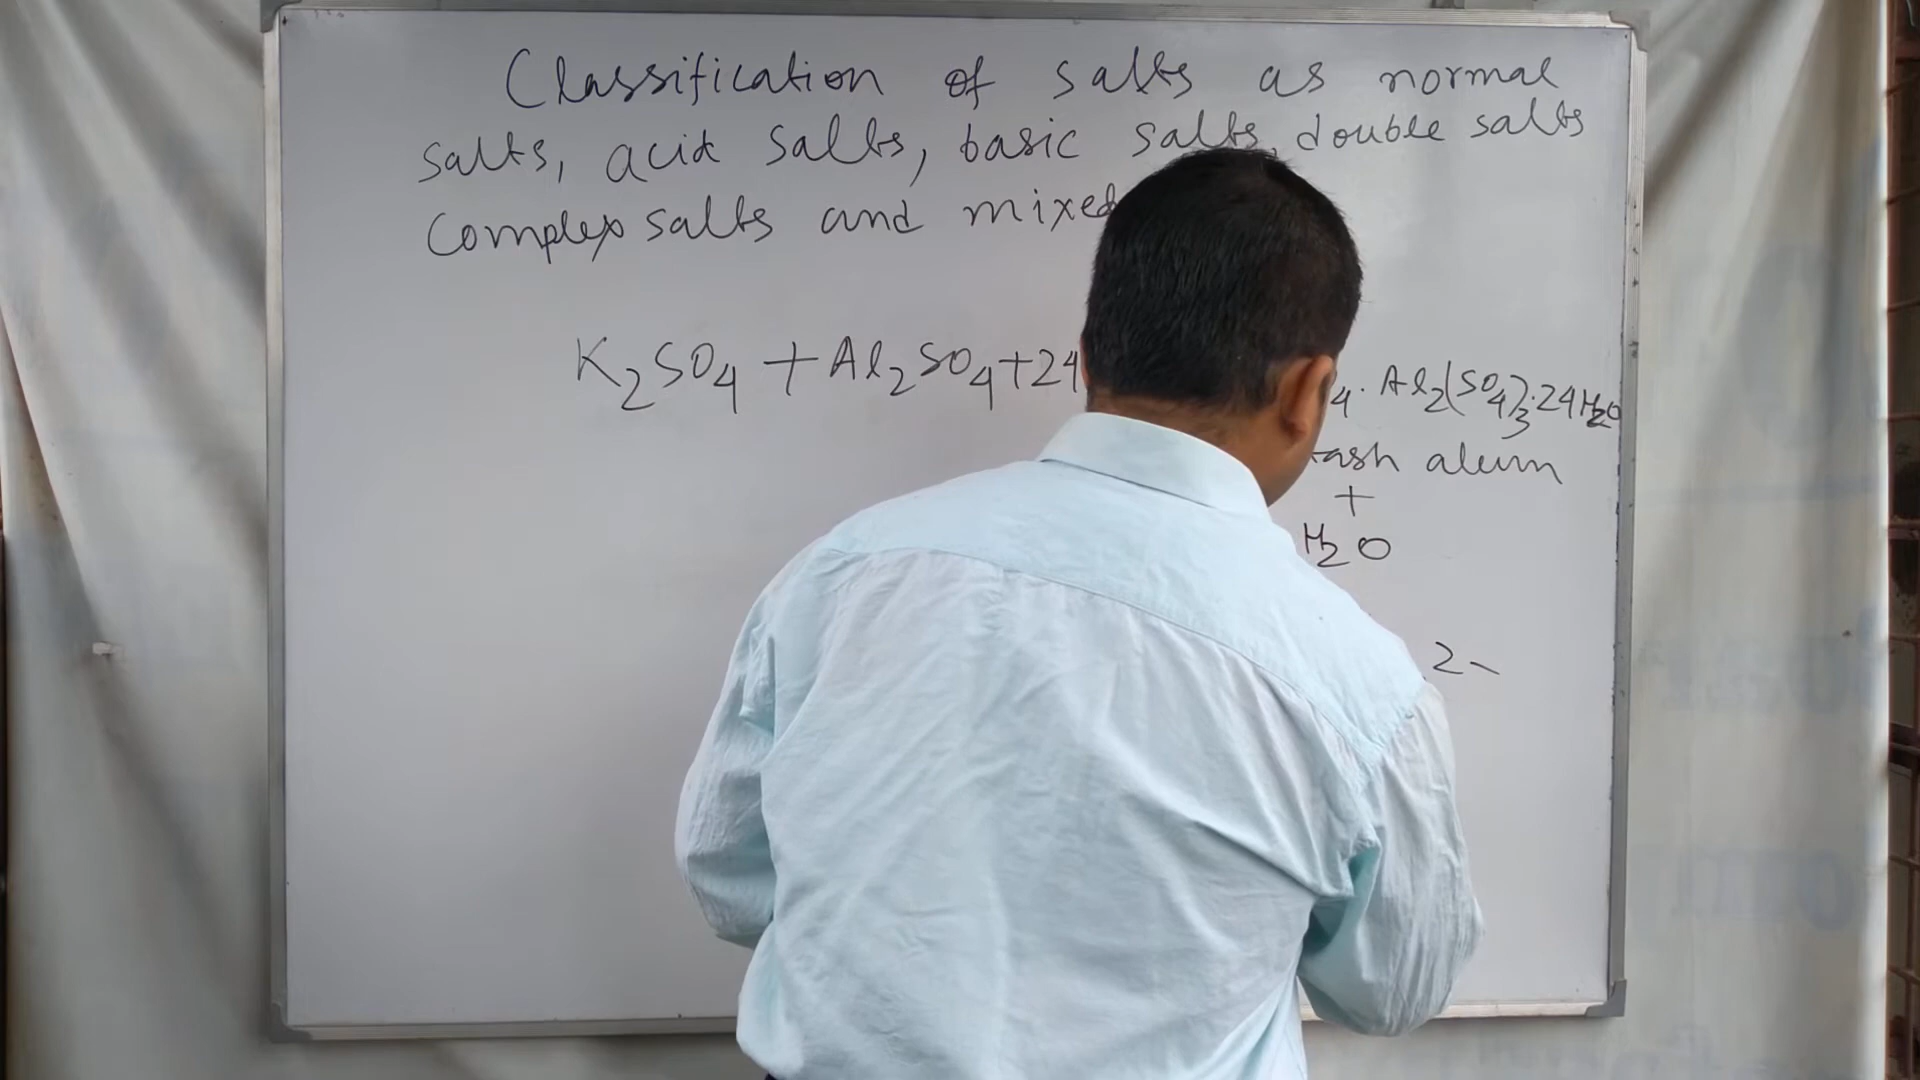 Classification of salts as normal
salts, acid salts, basic salts, double salts
Complex salts and mixed
K₂SO₄ + Al₂SO₄ + 24
4 . Al₂(SO₄)₃ . 24H₂O
tash alum
+
H₂O
2-